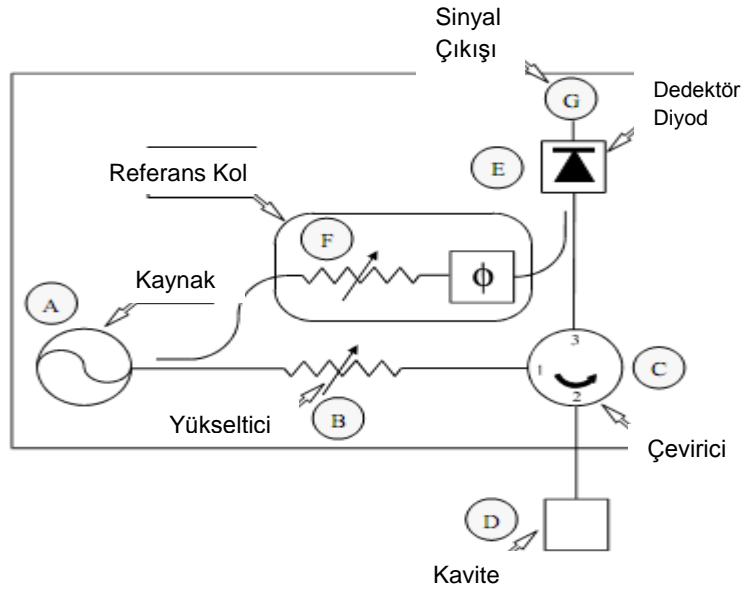 Sinyal
Çıkışı
G
Dedektör
Diyod
E
Referans Kol
F
ϕ
Kaynak
A
3
1
2
C
Yükseltici
B
Çevirici
D
Kavite